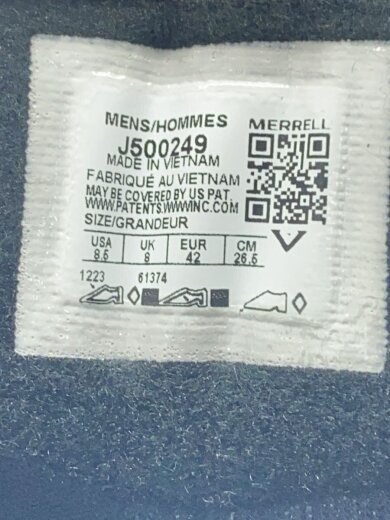 MENS/HOMMES
MERRELL
J500249
MADE IN VIETNAM
FABRIQUÉ AU VIETNAM
MAY BE COVERED BY US PAT.
WWW.PATENTS.WWWINC.COM
SIZE/GRANDEUR
USA UK EUR CM
8.5 8 42 26.5
1223 61374